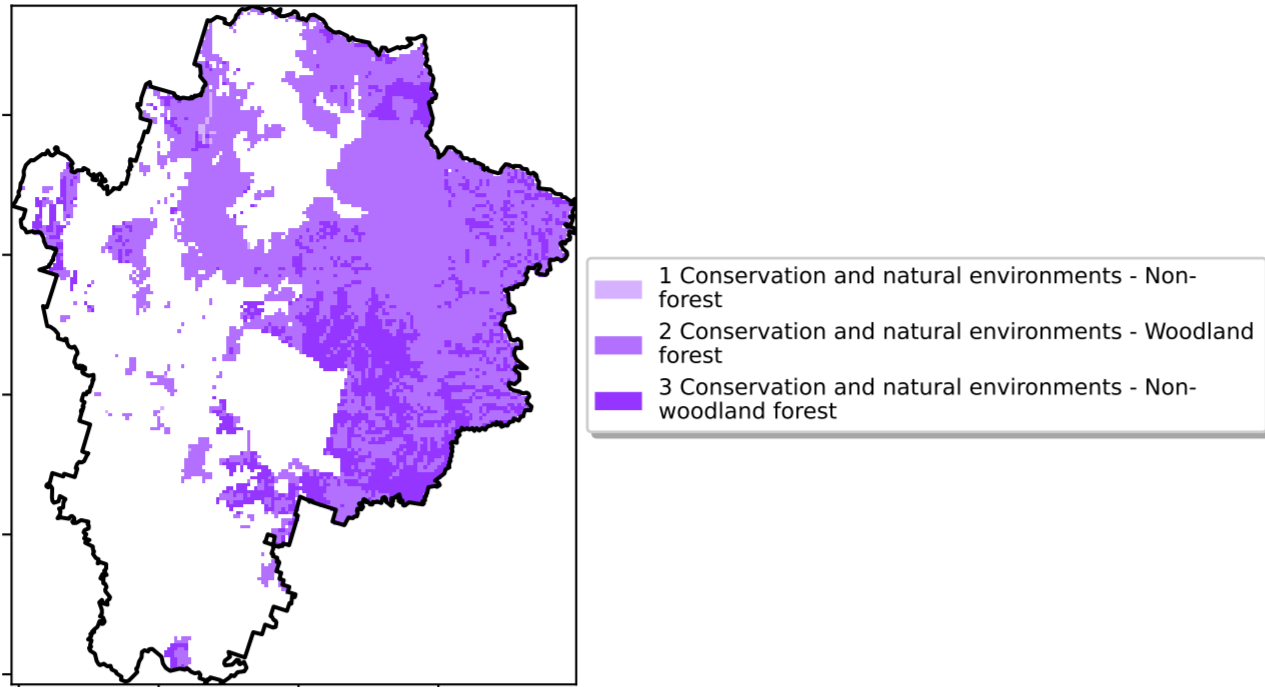 1 Conservation and natural environments - Non-
forest
2 Conservation and natural environments - Woodland
forest
3 Conservation and natural environments - Non-
woodland forest